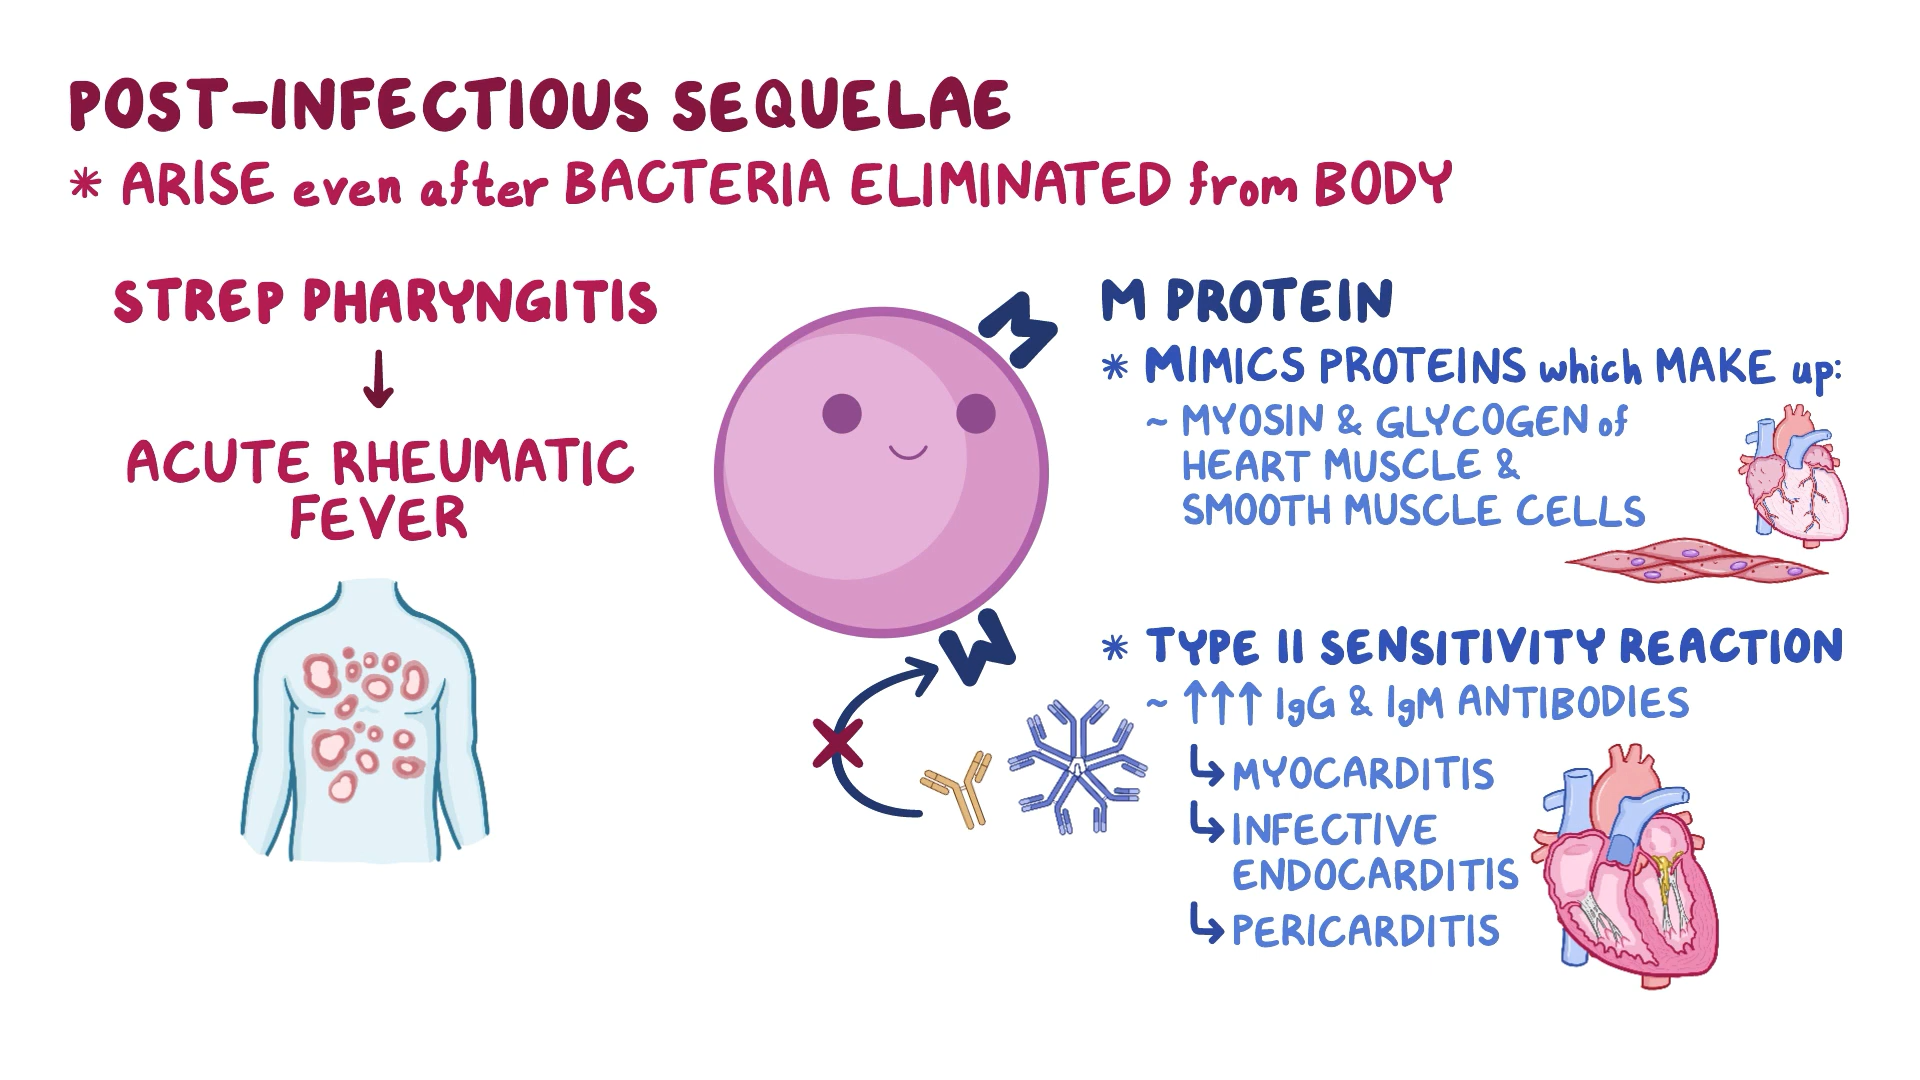 POST-INFECTIOUS SEQUELAE
* ARISE even after BACTERIA ELIMINATED from BODY
STREP PHARYNGITIS
↓
ACUTE RHEUMATIC
FEVER
M
M
M PROTEIN
* MIMICS PROTEINS which MAKE up:
~ MYOSIN & GLYCOGEN of
HEART MUSCLE &
SMOOTH MUSCLE CELLS
* TYPE II SENSITIVITY REACTION
~ ↑↑↑ IgG & IgM ANTIBODIES
↳ MYOCARDITIS
↳ INFECTIVE
ENDOCARDITIS
↳ PERICARDITIS